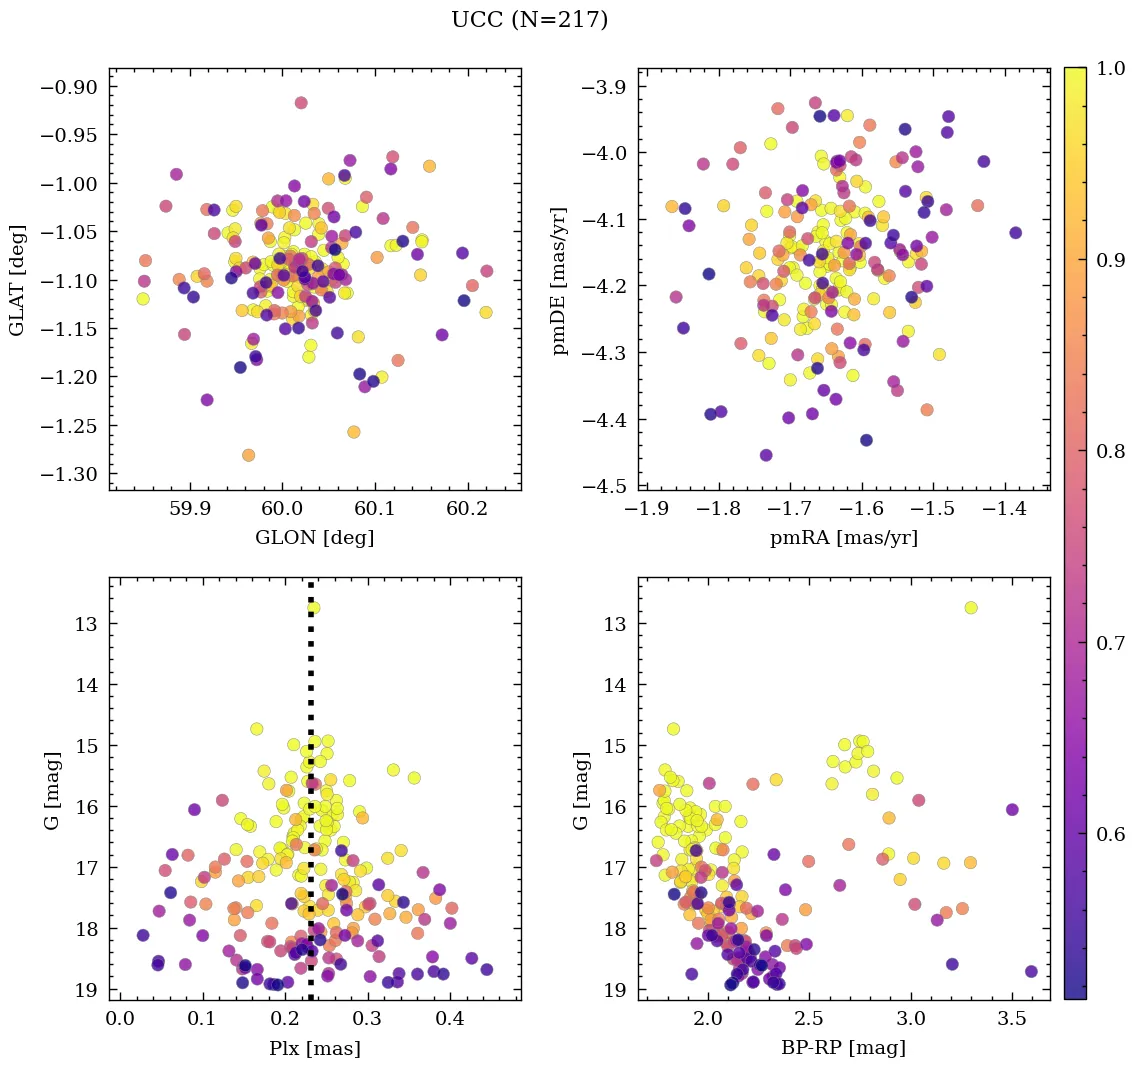 UCC (N=217)
−0.90
−0.95
−1.00
−1.05
−1.10
−1.15
−1.20
−1.25
−1.30
GLAT [deg]
59.9 60.0 60.1 60.2
GLON [deg]
−3.9
−4.0
−4.1
−4.2
−4.3
−4.4
−4.5
pmDE [mas/yr]
−1.9 −1.8 −1.7 −1.6 −1.5 −1.4
pmRA [mas/yr]
13
14
15
16
17
18
19
G [mag]
0.0 0.1 0.2 0.3 0.4
Plx [mas]
13
14
15
16
17
18
19
G [mag]
2.0 2.5 3.0 3.5
BP-RP [mag]
1.0
0.9
0.8
0.7
0.6